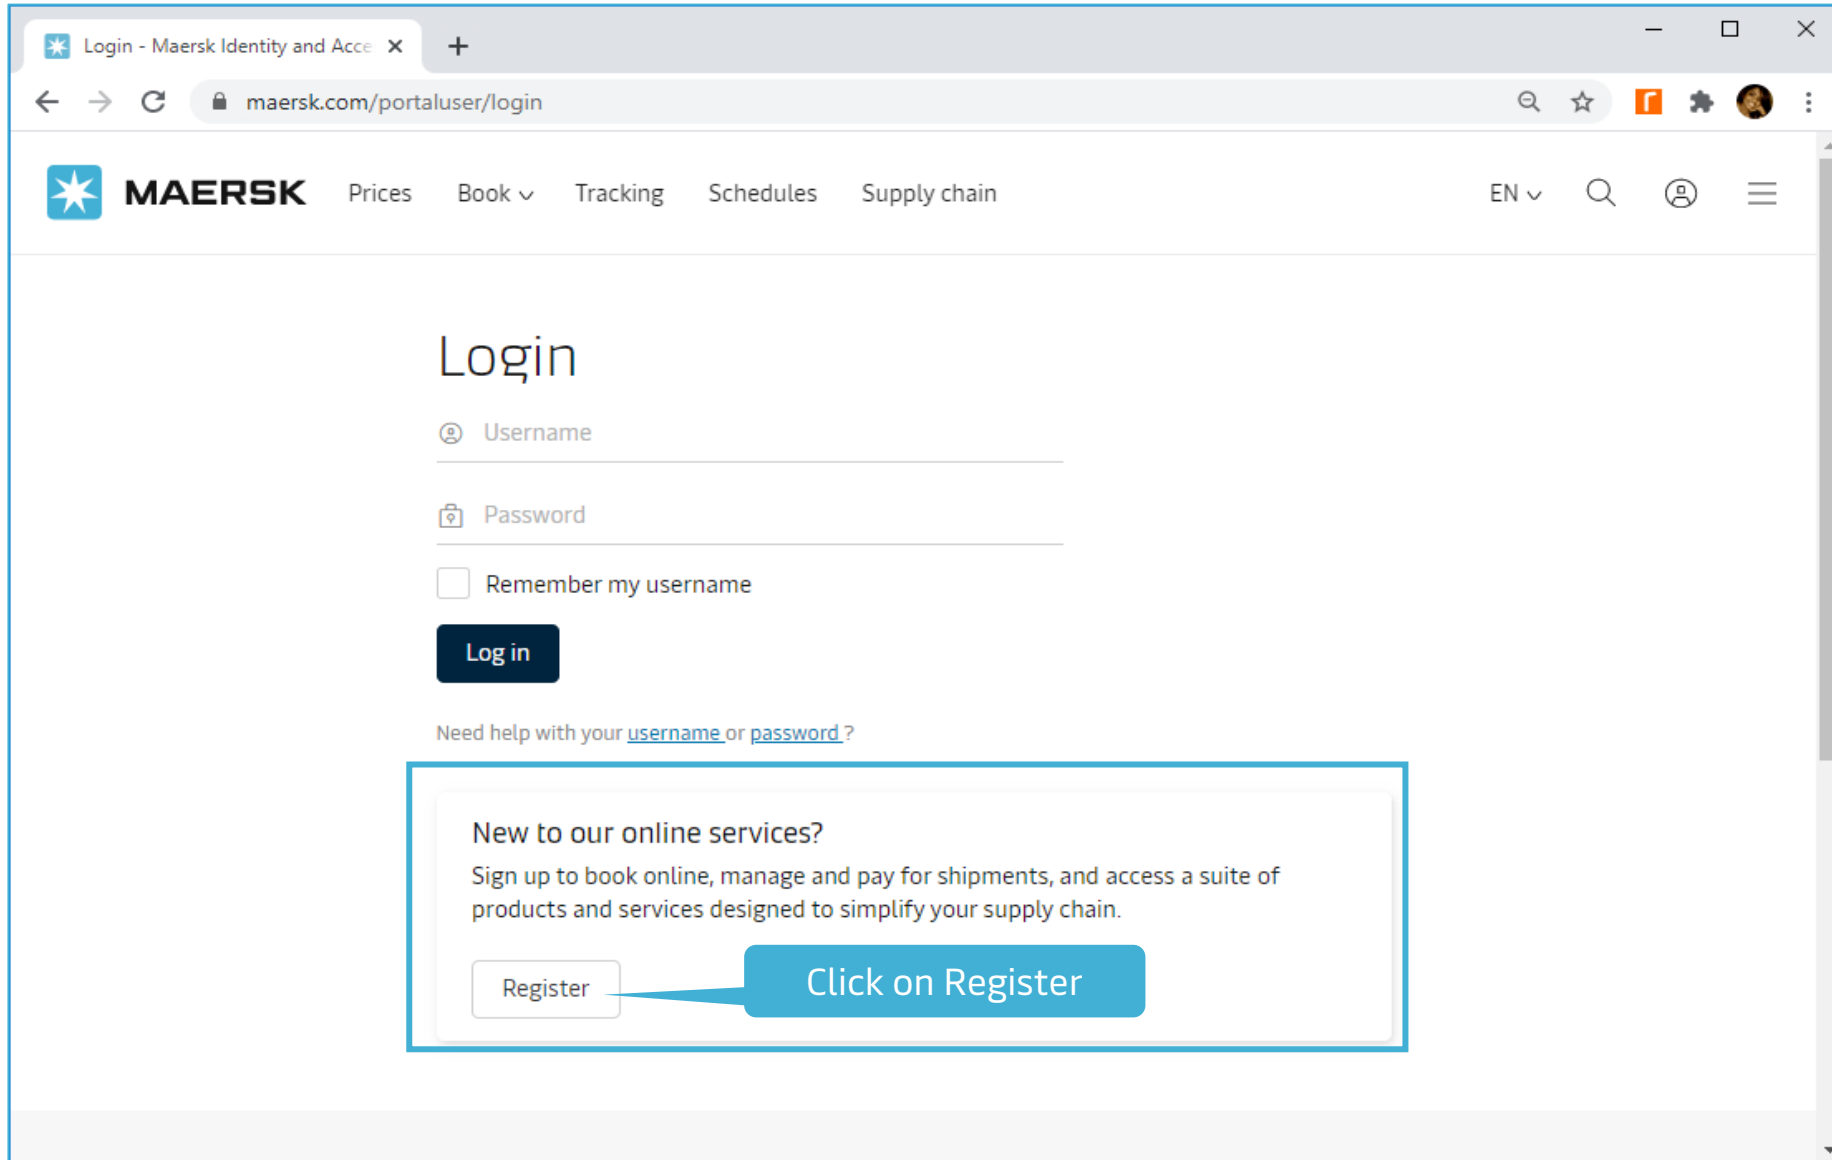 Login - Maersk Identity and Acce
maersk.com/portaluser/login
MAERSK Prices Book Tracking Schedules Supply chain EN
Login
Username
Password
Remember my username
Log in
Need help with your username or password ?
New to our online services?
Sign up to book online, manage and pay for shipments, and access a suite of
products and services designed to simplify your supply chain.
Register
Click on Register